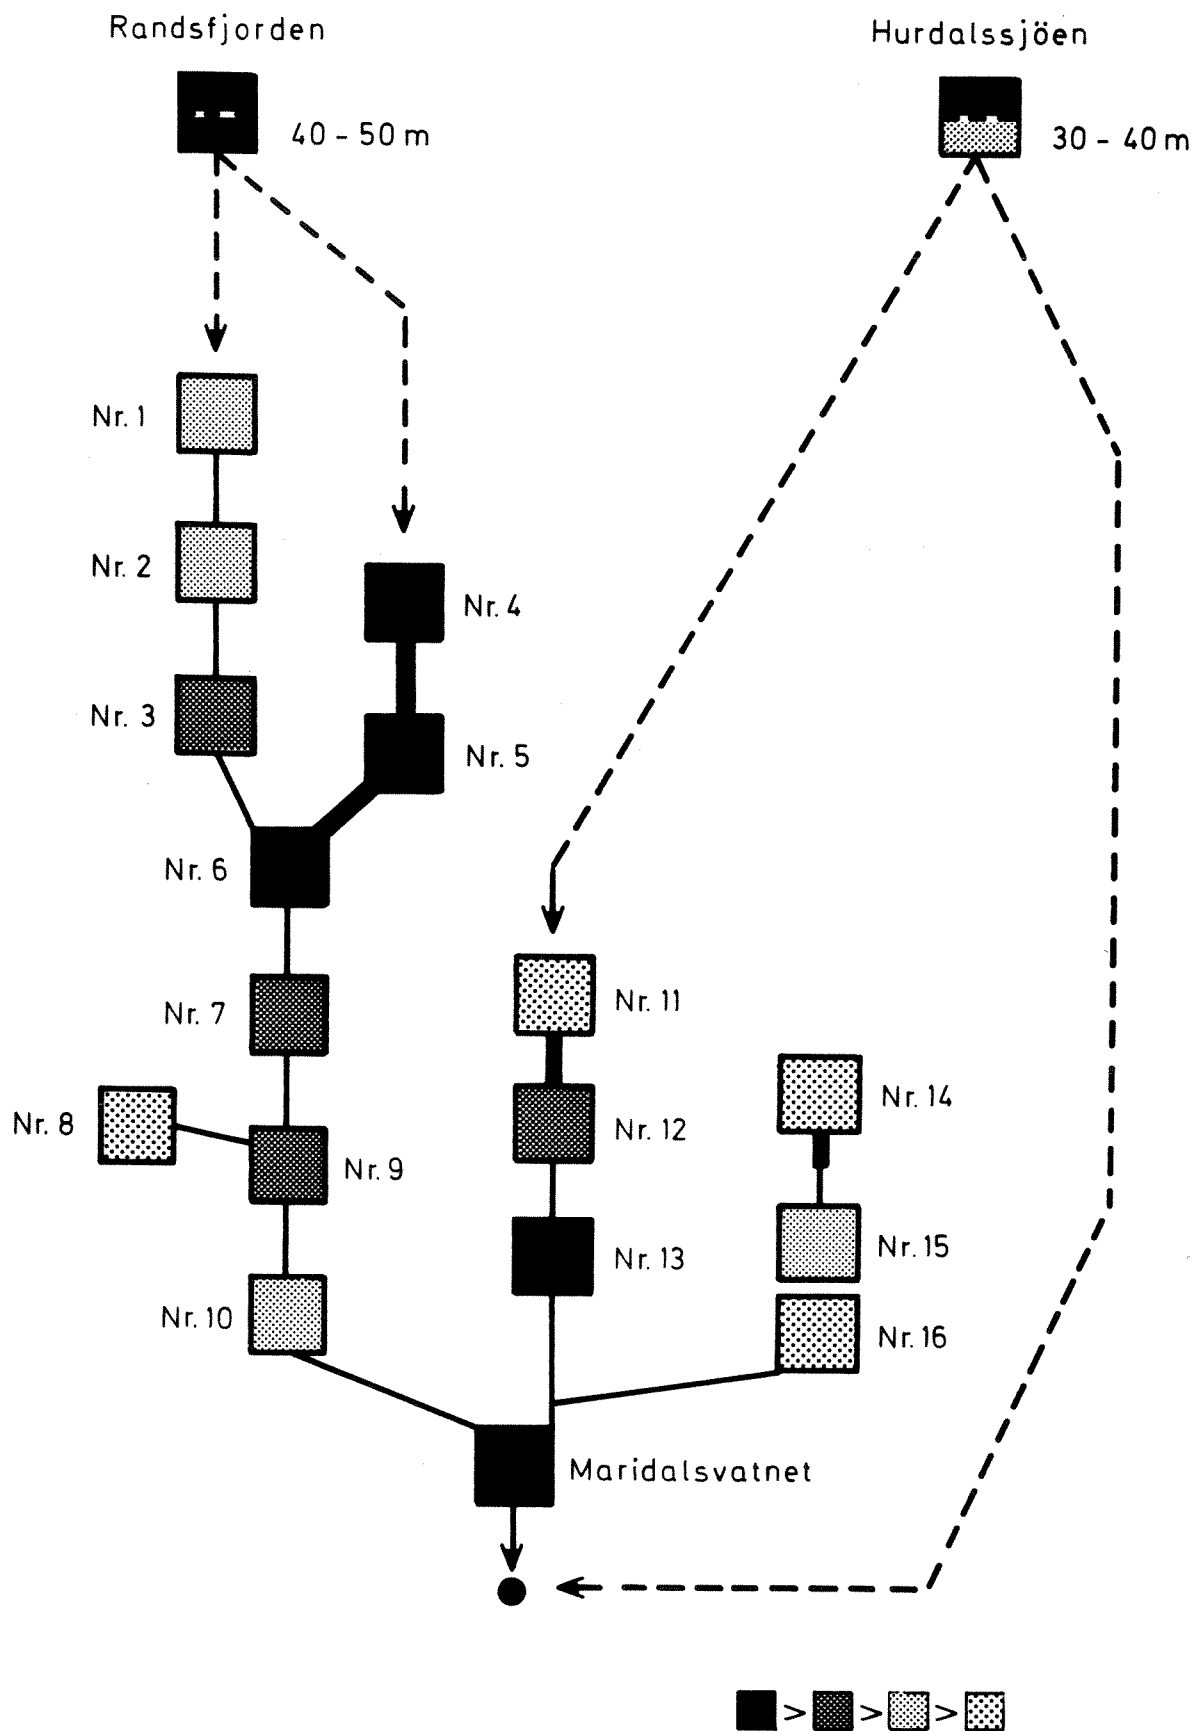 Randsfjorden
Hurdalssjöen
40 - 50 m
30 - 40 m
Nr. 1
Nr. 2
Nr. 4
Nr. 3
Nr. 5
Nr. 6
Nr. 11
Nr. 7
Nr. 14
Nr. 8
Nr. 12
Nr. 9
Nr. 15
Nr. 13
Nr. 10
Nr. 16
Maridalsvatnet
> > >